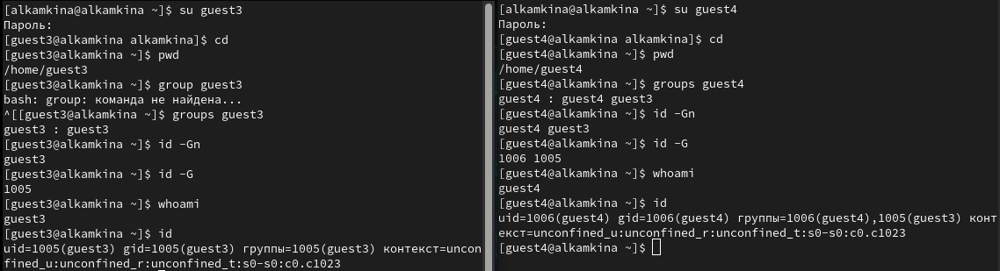 [alkamkina@alkamkina ~]$ su guest3
Пароль:
[guest3@alkamkina alkamkina]$ cd
[guest3@alkamkina ~]$ pwd
/home/guest3
[guest3@alkamkina ~]$ group guest3
bash: group: команда не найдена...
^[[guest3@alkamkina ~]$ groups guest3
guest3 : guest3
[guest3@alkamkina ~]$ id -Gn
guest3
[guest3@alkamkina ~]$ id -G
1005
[guest3@alkamkina ~]$ whoami
guest3
[guest3@alkamkina ~]$ id
uid=1005(guest3) gid=1005(guest3) группы=1005(guest3) контекст=uncon
fined_u:unconfined_r:unconfined_t:s0-s0:c0.c1023
[alkamkina@alkamkina ~]$ su guest4
Пароль:
[guest4@alkamkina alkamkina]$ cd
[guest4@alkamkina ~]$ pwd
/home/guest4
[guest4@alkamkina ~]$ groups guest4
guest4 : guest4 guest3
[guest4@alkamkina ~]$ id -Gn
guest4 guest3
[guest4@alkamkina ~]$ id -G
1006 1005
[guest4@alkamkina ~]$ whoami
guest4
[guest4@alkamkina ~]$ id
uid=1006(guest4) gid=1006(guest4) группы=1006(guest4),1005(guest3) конт
екст=unconfined_u:unconfined_r:unconfined_t:s0-s0:c0.c1023
[guest4@alkamkina ~]$